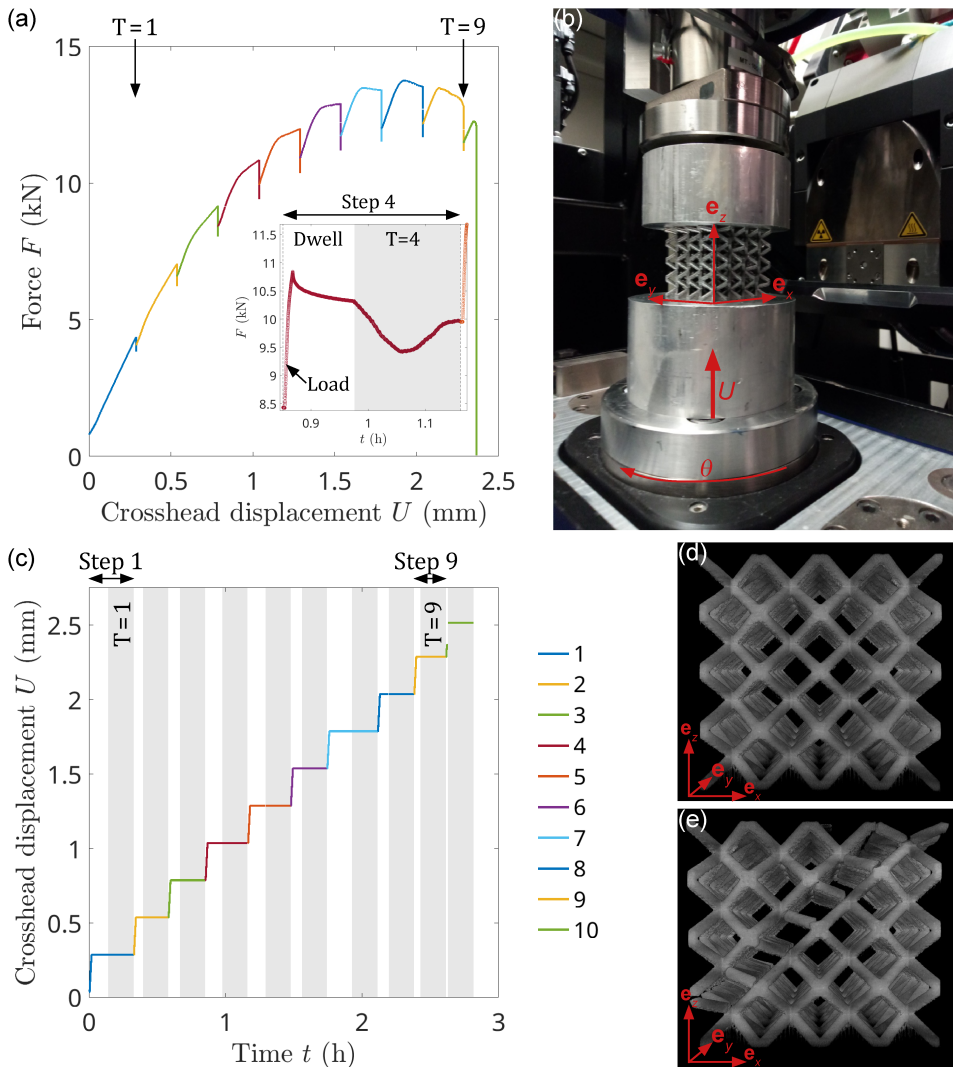 (a)
T=1
T=9
15
10
5
0
Force F (kN)
0
0.5
1
1.5
2
2.5
Crosshead displacement U (mm)
Step 4
Dwell
T=4
11.5
11
10.5
10
9.5
9
8.5
F (kN)
Load
0.9
1
1.1
t (h)
(b)
e_z
e_y
e_x
U
θ
(c)
Step 1
Step 9
T=1
T=9
2.5
2
1.5
1
0.5
0
Crosshead displacement U (mm)
0
1
2
3
Time t (h)
1
2
3
4
5
6
7
8
9
10
(d)
e_z
e_y
e_x
(e)
e_z
e_y
e_x